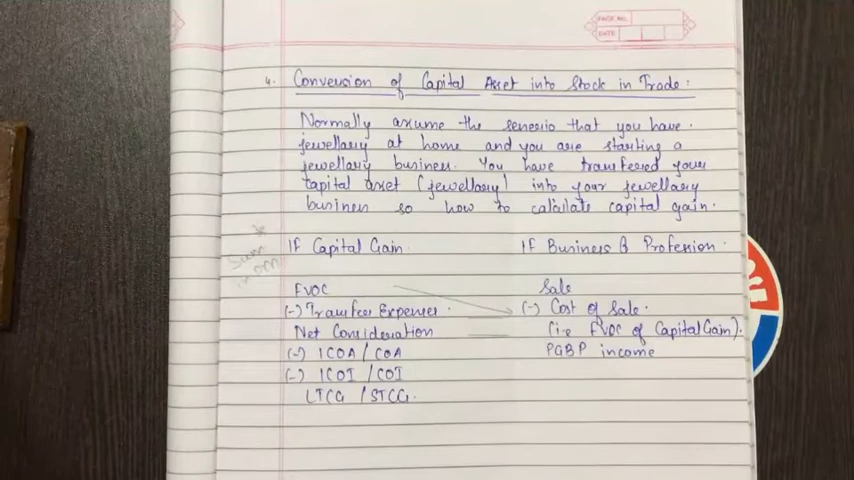 PAGE NO.
DATE
4. Conversion of Capital Asset into Stock in Trade:
Normally assume the senesrio that you have
jewellary at home and you are starting a
jewellary business. You have transfered your
capital asset (jewellary) into your jewellary
business so how to calculate capital gain.
IF Capital Gain.
IF Business & Profession.
FVOC
(-) Transfer Expenses.
Net Consideration
(-) ICOA / COA
(-) ICOI / COI
LTCG / STCG.
Sale
(-) Cost of Sale.
(i.e FVOC of Capital Gain).
PGBP income